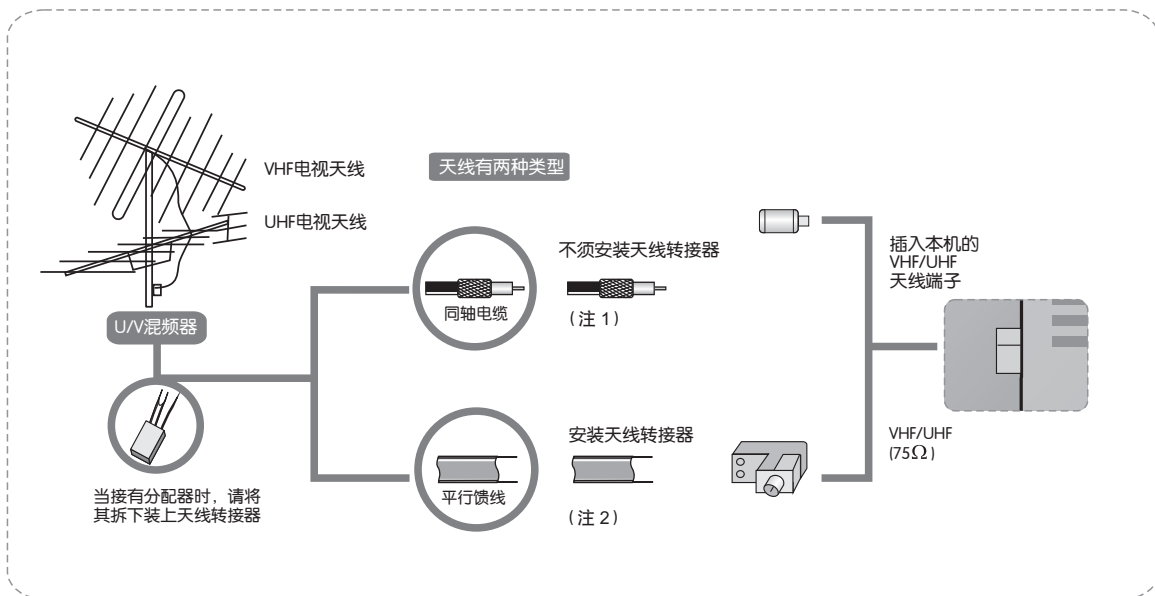 VHF电视天线
天线有两种类型
UHF电视天线
不须安装天线转接器
插入本机的
VHF/UHF
天线端子
同轴电缆
(注 1)
U/V混频器
安装天线转接器
VHF/UHF
(75Ω)
平行馈线
(注 2)
当接有分配器时，请将
其拆下装上天线转接器